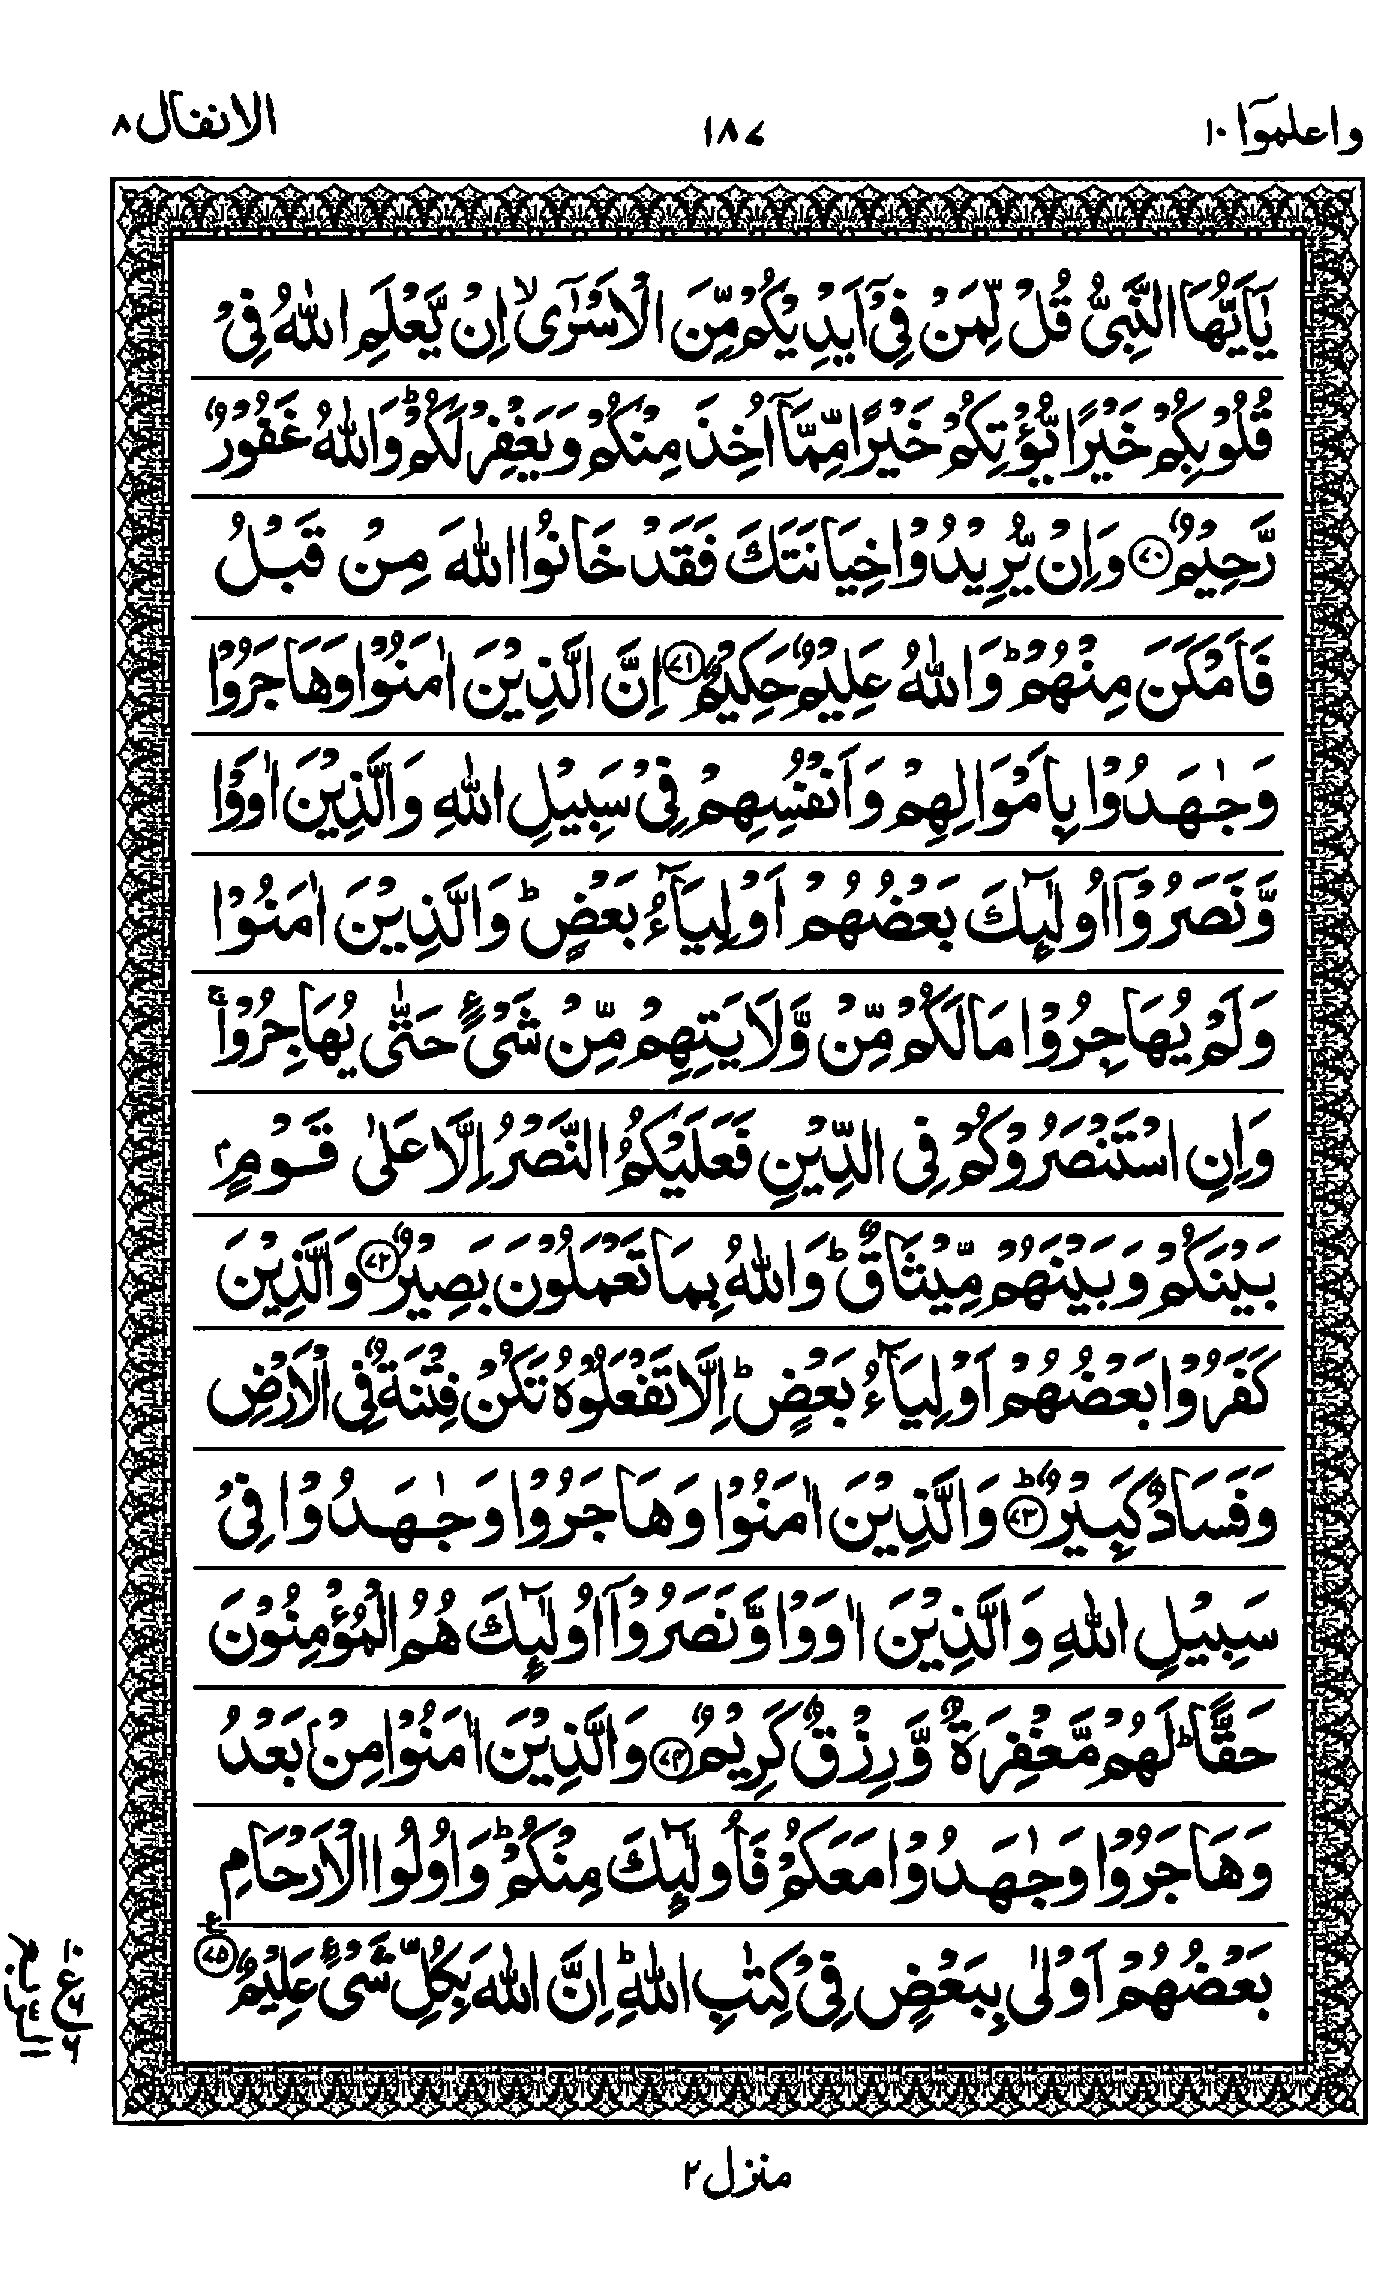 واعلموا ١٠
١٨٧
الانفال ٨
يٰۤاَيُّهَا النَّبِىُّ قُلْ لِّمَنْ فِىْۤ اَيْدِيْكُمْ مِّنَ الْاَسْرٰٓىۙ اِنْ يَّعْلَمِ اللّٰهُ فِىْ
قُلُوْبِكُمْ خَيْرًا يُّؤْتِكُمْ خَيْرًا مِّمَّاۤ اُخِذَ مِنْكُمْ وَيَغْفِرْ لَكُمْؕ وَاللّٰهُ غَفُوْرٌ
رَّحِيْمٌ ﴿٧٠﴾ وَاِنْ يُّرِيْدُوْا خِيَانَتَكَ فَقَدْ خَانُوا اللّٰهَ مِنْ قَبْلُ
فَاَمْكَنَ مِنْهُمْؕ وَاللّٰهُ عَلِيْمٌ حَكِيْمٌ ﴿٧١﴾ اِنَّ الَّذِيْنَ اٰمَنُوْا وَهَاجَرُوْا
وَجٰهَدُوْا بِاَمْوَالِهِمْ وَاَنْفُسِهِمْ فِىْ سَبِيْلِ اللّٰهِ وَالَّذِيْنَ اٰوَوْا
وَّنَصَرُوْۤا اُولٰٓئِكَ بَعْضُهُمْ اَوْلِيَآءُ بَعْضٍؕ وَالَّذِيْنَ اٰمَنُوْا
وَلَمْ يُهَاجِرُوْا مَا لَكُمْ مِّنْ وَّلَايَتِهِمْ مِّنْ شَىْءٍ حَتّٰى يُهَاجِرُوْاۚ
وَاِنِ اسْتَنْصَرُوْكُمْ فِى الدِّيْنِ فَعَلَيْكُمُ النَّصْرُ اِلَّا عَلٰى قَوْمٍۢ
بَيْنَكُمْ وَبَيْنَهُمْ مِّيْثَاقٌؕ وَاللّٰهُ بِمَا تَعْمَلُوْنَ بَصِيْرٌ ﴿٧٢﴾ وَالَّذِيْنَ
كَفَرُوْا بَعْضُهُمْ اَوْلِيَآءُ بَعْضٍؕ اِلَّا تَفْعَلُوْهُ تَكُنْ فِتْنَةٌ فِى الْاَرْضِ
وَفَسَادٌ كَبِيْرٌؕ ﴿٧٣﴾ وَالَّذِيْنَ اٰمَنُوْا وَهَاجَرُوْا وَجٰهَدُوْا فِىْ
سَبِيْلِ اللّٰهِ وَالَّذِيْنَ اٰوَوْا وَّنَصَرُوْۤا اُولٰٓئِكَ هُمُ الْمُؤْمِنُوْنَ
حَقًّاؕ لَهُمْ مَّغْفِرَةٌ وَّرِزْقٌ كَرِيْمٌ ﴿٧٤﴾ وَالَّذِيْنَ اٰمَنُوْا مِنْۢ بَعْدُ
وَهَاجَرُوْا وَجٰهَدُوْا مَعَكُمْ فَاُولٰٓئِكَ مِنْكُمْؕ وَاُولُوا الْاَرْحَامِ
بَعْضُهُمْ اَوْلٰى بِبَعْضٍ فِىْ كِتٰبِ اللّٰهِؕ اِنَّ اللّٰهَ بِكُلِّ شَىْءٍ عَلِيْمٌ ﴿٧٥﴾
١٠
ع
٦
٦
منزل ٢